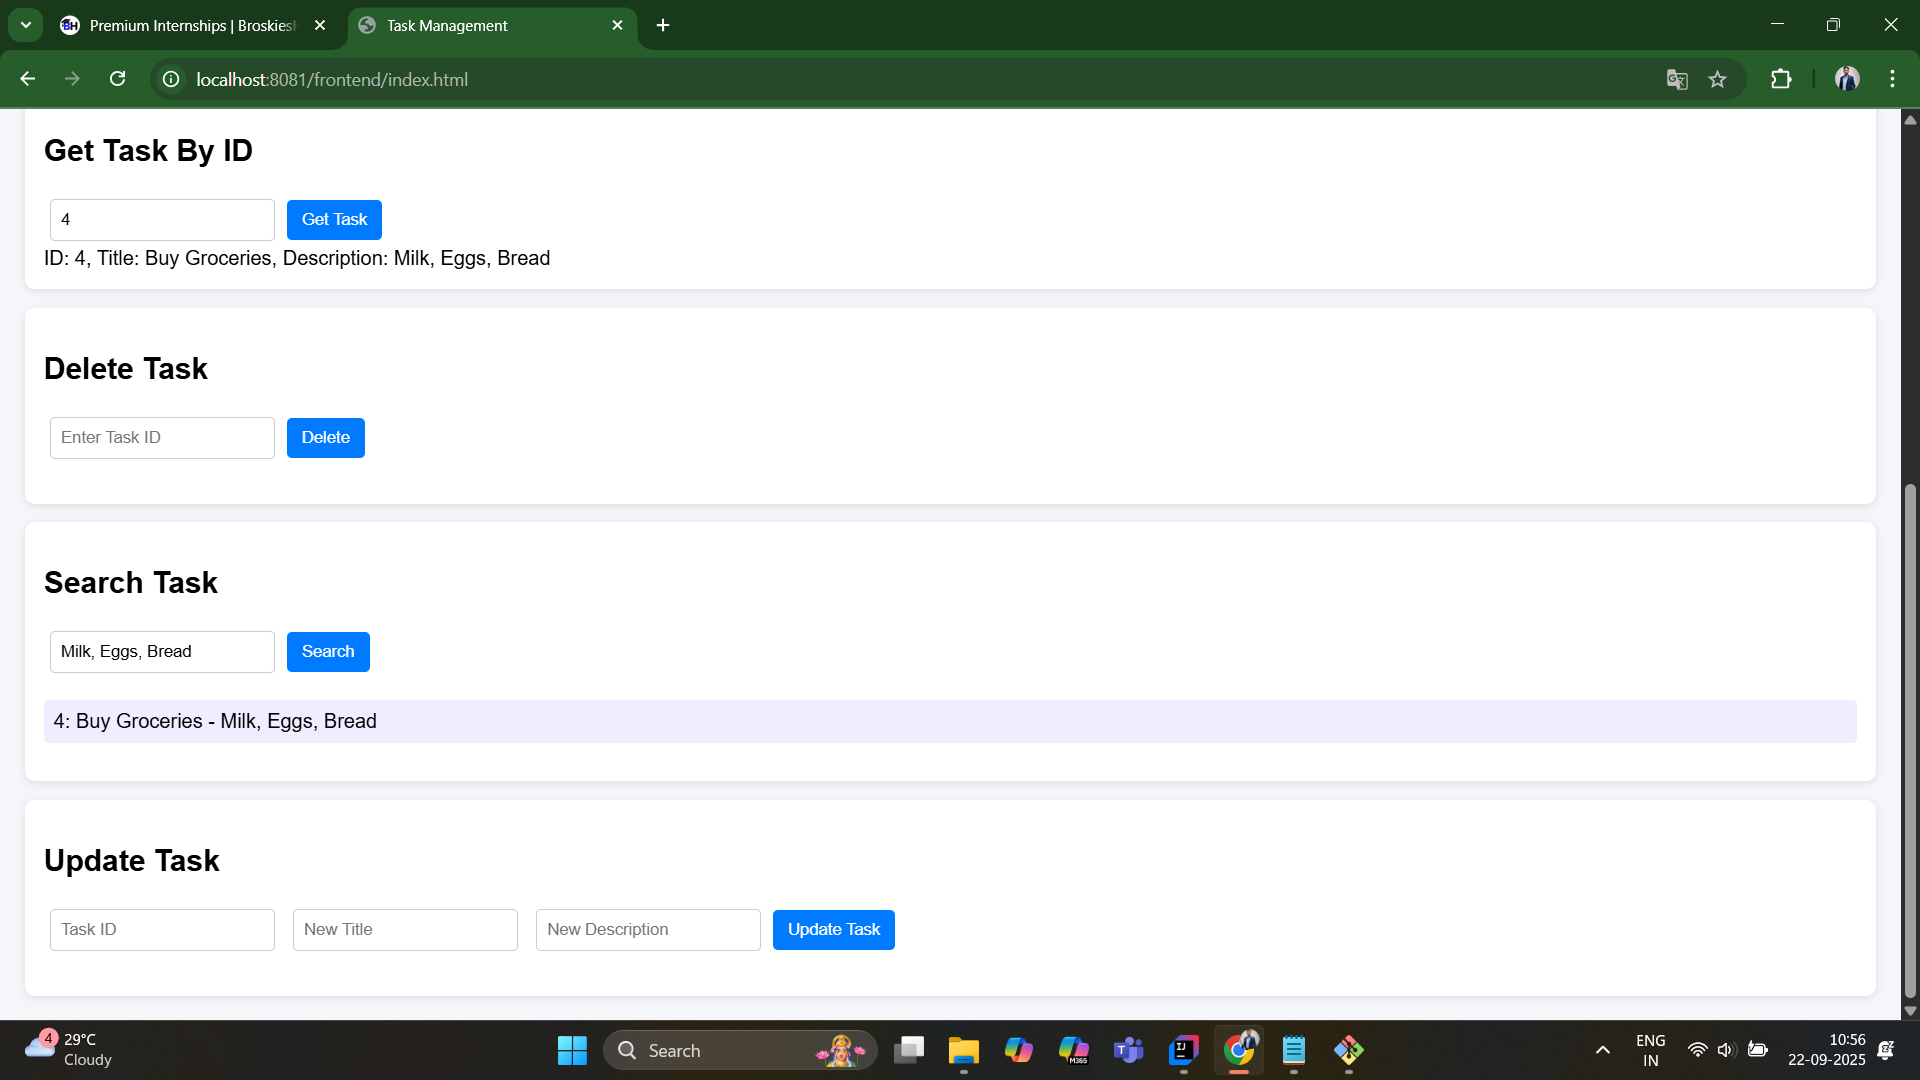 Premium Internships | Broskiesh
Task Management
localhost:8081/frontend/index.html
Get Task By ID
4
Get Task
ID: 4, Title: Buy Groceries, Description: Milk, Eggs, Bread
Delete Task
Enter Task ID
Delete
Search Task
Milk, Eggs, Bread
Search
4: Buy Groceries - Milk, Eggs, Bread
Update Task
Task ID
New Title
New Description
Update Task
4
29°C
Cloudy
Search
ENG
IN
10:56
22-09-2025